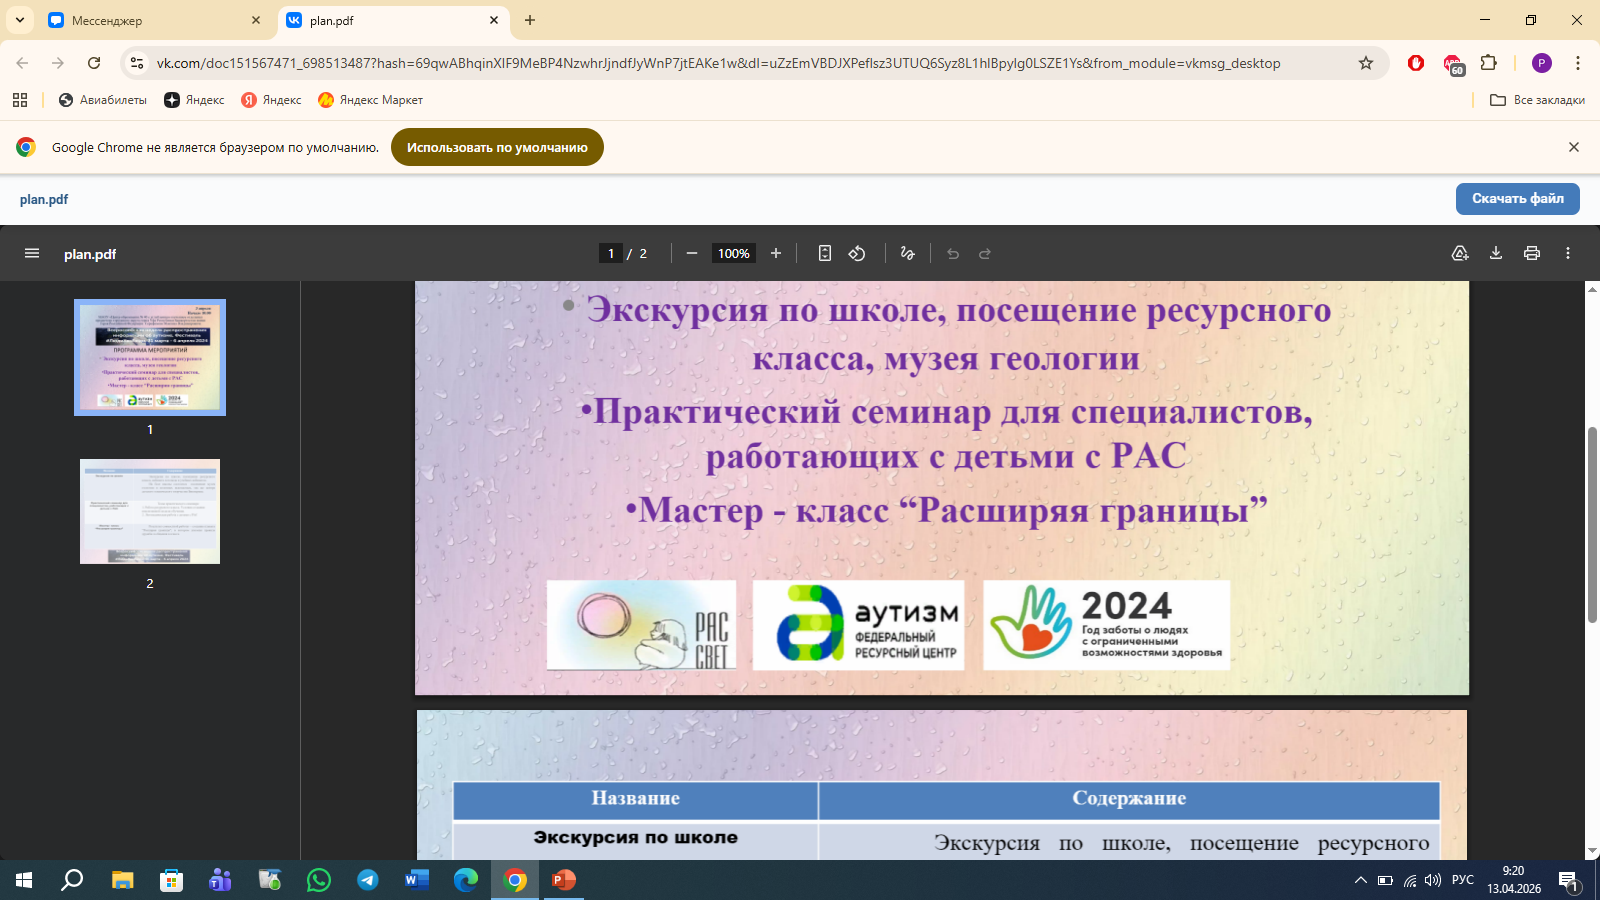 Мессенджер
plan.pdf
vk.com/doc151567471_698513487?hash=69qwABhqinXIF9MeBP4NzwhrJjndfJyWnP7jtEAKe1w&dl=uZzEmVBDJXPeflsz3UTUQ6Syz8L1hlBpylg0LSZE1Ys&from_module=vkmsg_desktop
60
P
Авиабилеты
Яндекс
Яндекс
Яндекс Маркет
Все закладки
Google Chrome не является браузером по умолчанию.
Использовать по умолчанию
plan.pdf
Скачать файл
plan.pdf
1 / 2
100%
ПРОГРАММА МЕРОПРИЯТИЙ
1
2
• Экскурсия по школе, посещение ресурсного
класса, музея геологии
•Практический семинар для специалистов,
работающих с детьми с РАС
•Мастер - класс “Расширяя границы”
РАС
СВЕТ
аутизм
ФЕДЕРАЛЬНЫЙ
РЕСУРСНЫЙ ЦЕНТР
2024
Год заботы о людях
с ограниченными
возможностями здоровья
Название
Содержание
Экскурсия по школе
Экскурсия по школе, посещение ресурсного
РУС
9:20
13.04.2026
1